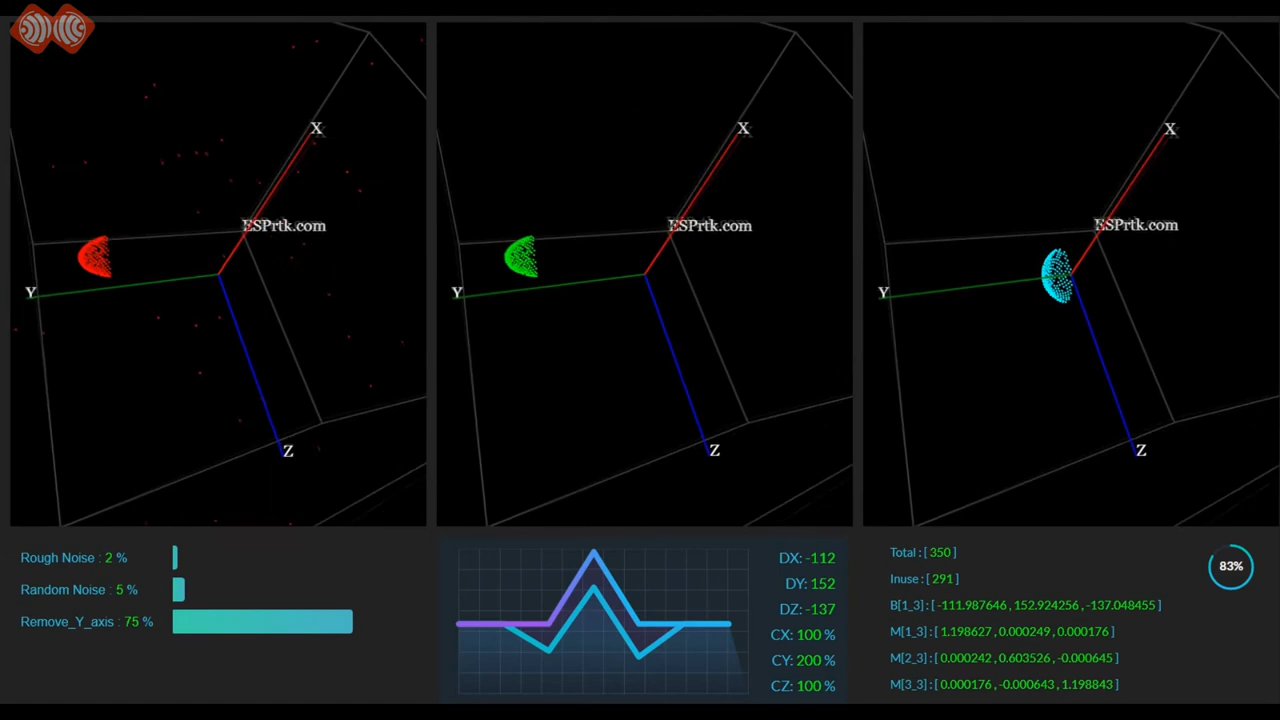 X
ESPrtk.com
Y
Z
X
ESPrtk.com
Y
Z
X
ESPrtk.com
Y
Z
Rough Noise : 2 %
Random Noise : 5 %
Remove_Y_axis : 75 %
DX: -112
DY: 152
DZ: -137
CX: 100 %
CY: 200 %
CZ: 100 %
Total : [ 350 ]
Inuse : [ 291 ]
B[1_3] : [ -111.987646 , 152.924256 , -137.048455 ]
M[1_3] : [ 1.198627 , 0.000249 , 0.000176 ]
M[2_3] : [ 0.000242 , 0.603526 , -0.000645 ]
M[3_3] : [ 0.000176 , -0.000643 , 1.198843 ]
83%